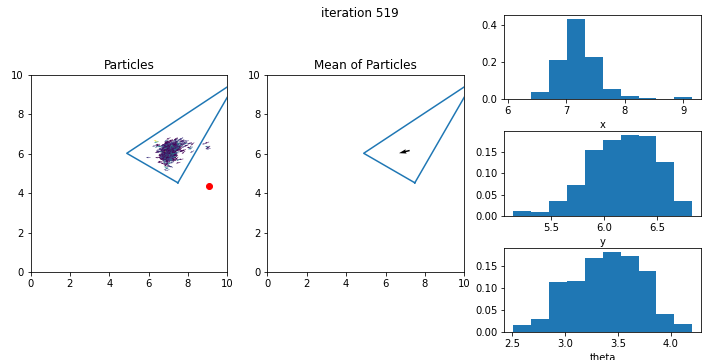 iteration 519
Particles
10
8
6
4
2
0
0 2 4 6 8 10
Mean of Particles
10
8
6
4
2
0
0 2 4 6 8 10
0.4
0.2
0.0
6 7 8 9
x
0.15
0.10
0.05
0.00
5.5 6.0 6.5
y
0.15
0.10
0.05
0.00
2.5 3.0 3.5 4.0
theta